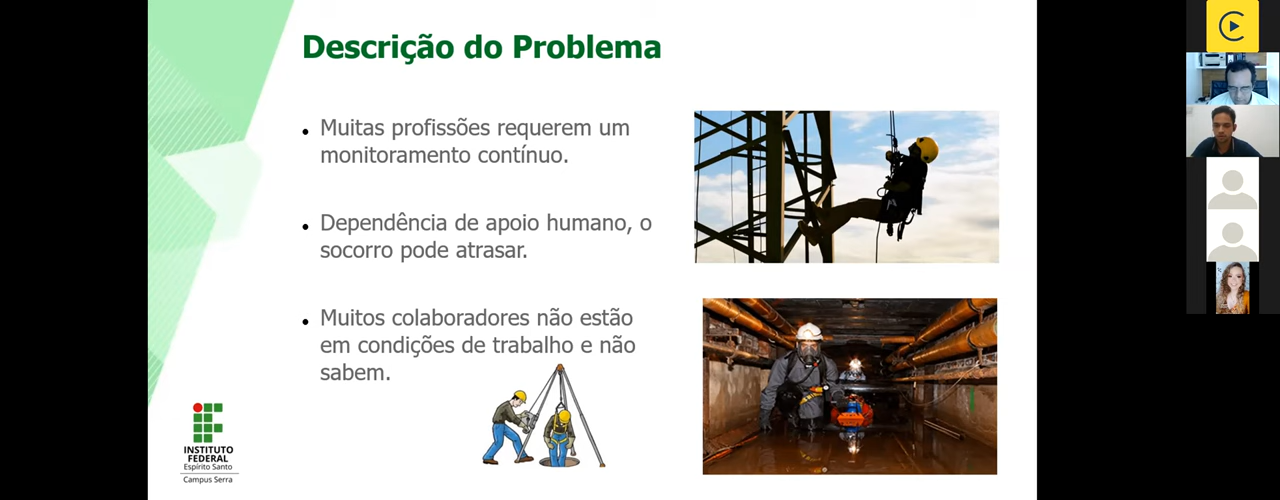 Descrição do Problema
Muitas profissões requerem um
monitoramento contínuo.
Dependência de apoio humano, o
socorro pode atrasar.
Muitos colaboradores não estão
em condições de trabalho e não
sabem.
INSTITUTO
FEDERAL
Espírito Santo
Campus Serra